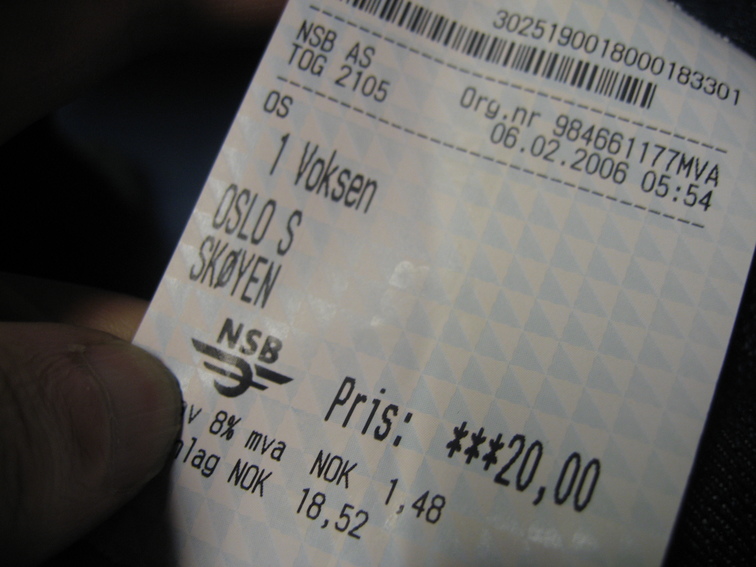 3025190018000183301
NSB AS
TOG 2105
Org.nr 984661177MVA
06.02.2006 05:54
OS
1 Voksen
OSLO S
SKØYEN
NSB
Pris: ***20,00
8% mva NOK 1,48
NOK 18,52